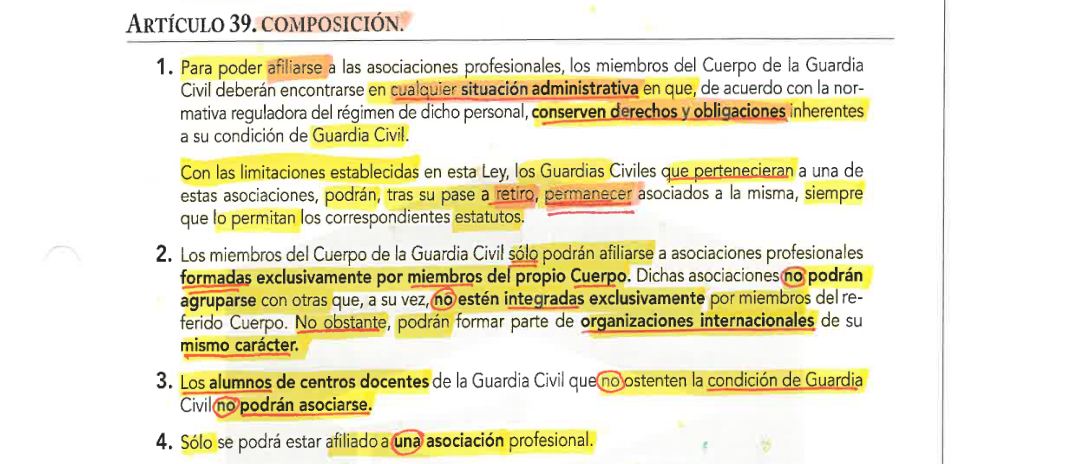 ARTÍCULO 39. COMPOSICIÓN.
1. Para poder afiliarse a las asociaciones profesionales, los miembros del Cuerpo de la Guardia
Civil deberán encontrarse en cualquier situación administrativa en que, de acuerdo con la nor-
mativa reguladora del régimen de dicho personal, conserven derechos y obligaciones inherentes
a su condición de Guardia Civil.
Con las limitaciones establecidas en esta Ley, los Guardias Civiles que pertenecieran a una de
estas asociaciones, podrán, tras su pase a retiro, permanecer asociados a la misma, siempre
que lo permitan los correspondientes estatutos.
2. Los miembros del Cuerpo de la Guardia Civil sólo podrán afiliarse a asociaciones profesionales
formadas exclusivamente por miembros del propio Cuerpo. Dichas asociaciones no podrán
agruparse con otras que, a su vez, no estén integradas exclusivamente por miembros del re-
ferido Cuerpo. No obstante, podrán formar parte de organizaciones internacionales de su
mismo carácter.
3. Los alumnos de centros docentes de la Guardia Civil que no ostenten la condición de Guardia
Civil no podrán asociarse.
4. Sólo se podrá estar afiliado a una asociación profesional.